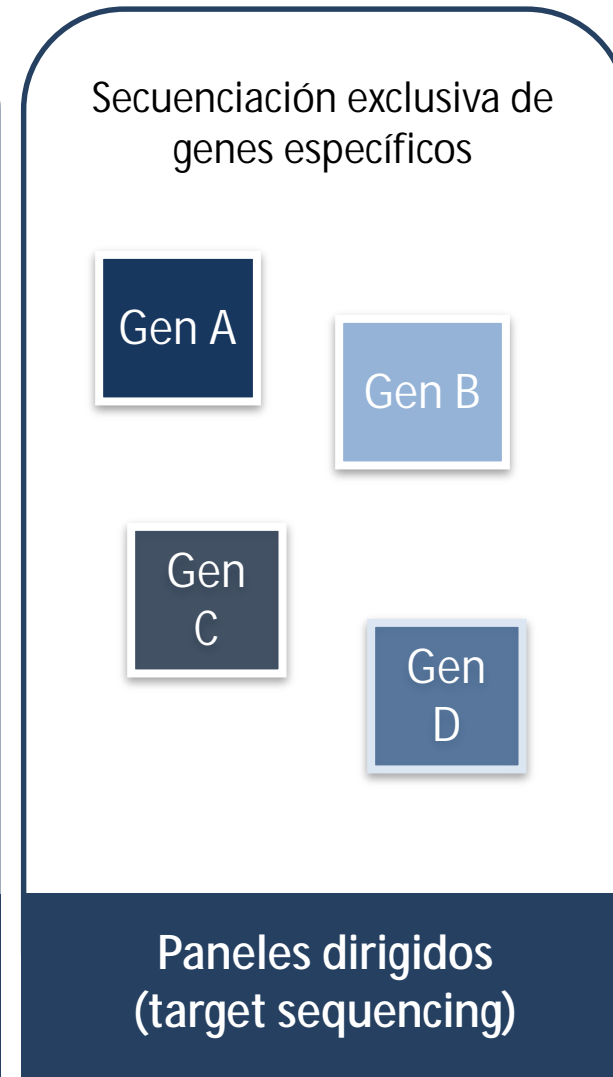 Secuenciación exclusiva de
genes específicos
Gen A
Gen B
Gen
C
Gen
D
Paneles dirigidos
(target sequencing)